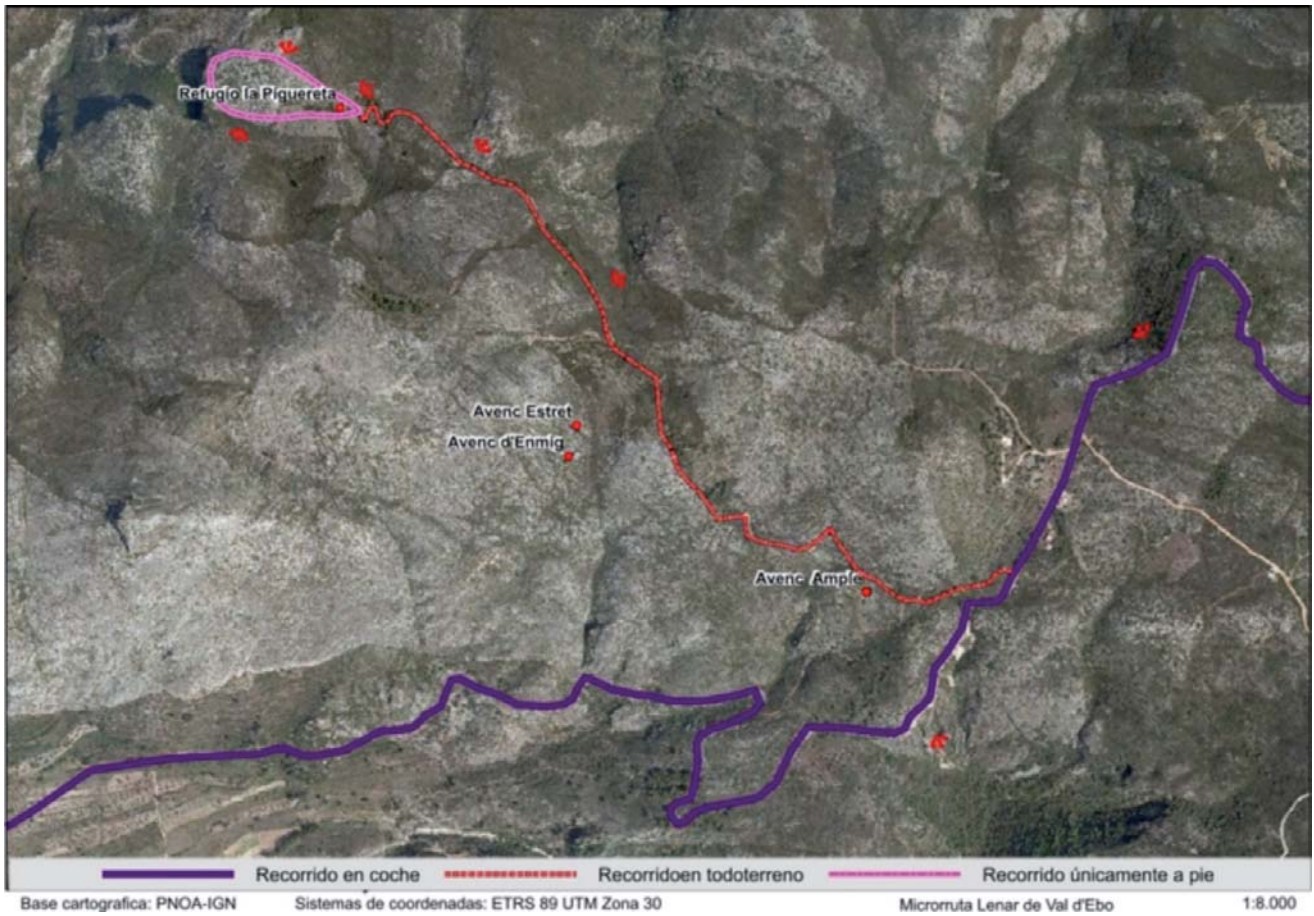 Refugio la Piquereta
Avenc Estret
Avenc d'Enmig
Avenc Ample
Recorrido en coche
Recorridoen todoterreno
Recorrido únicamente a pie
Base cartografica: PNOA-IGN
Sistemas de coordenadas: ETRS 89 UTM Zona 30
Microrruta Lenar de Val d'Ebo
1:8.000